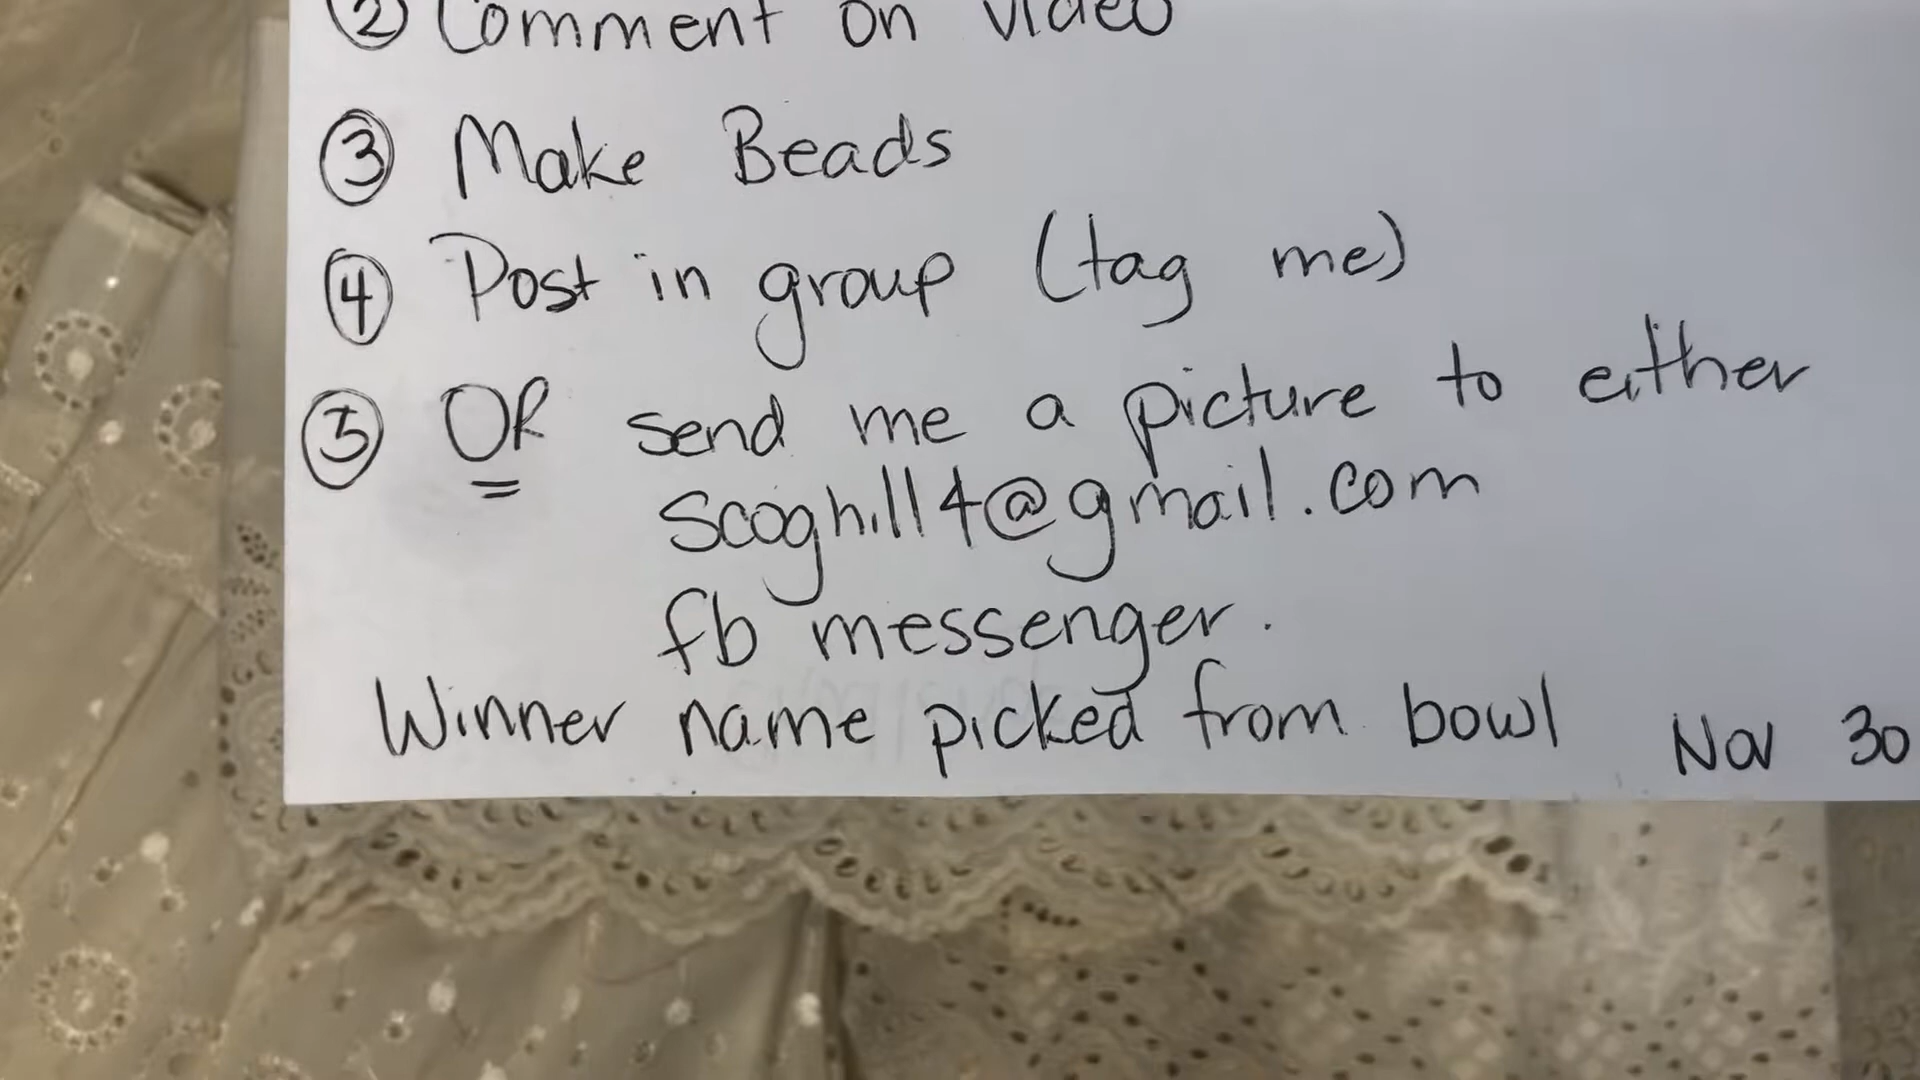 ② Comment on video
③ Make Beads
④ Post in group (tag me)
⑤ OR send me a picture to either
scoghill4@gmail.com
fb messenger.
Winner name picked from bowl Nov 30